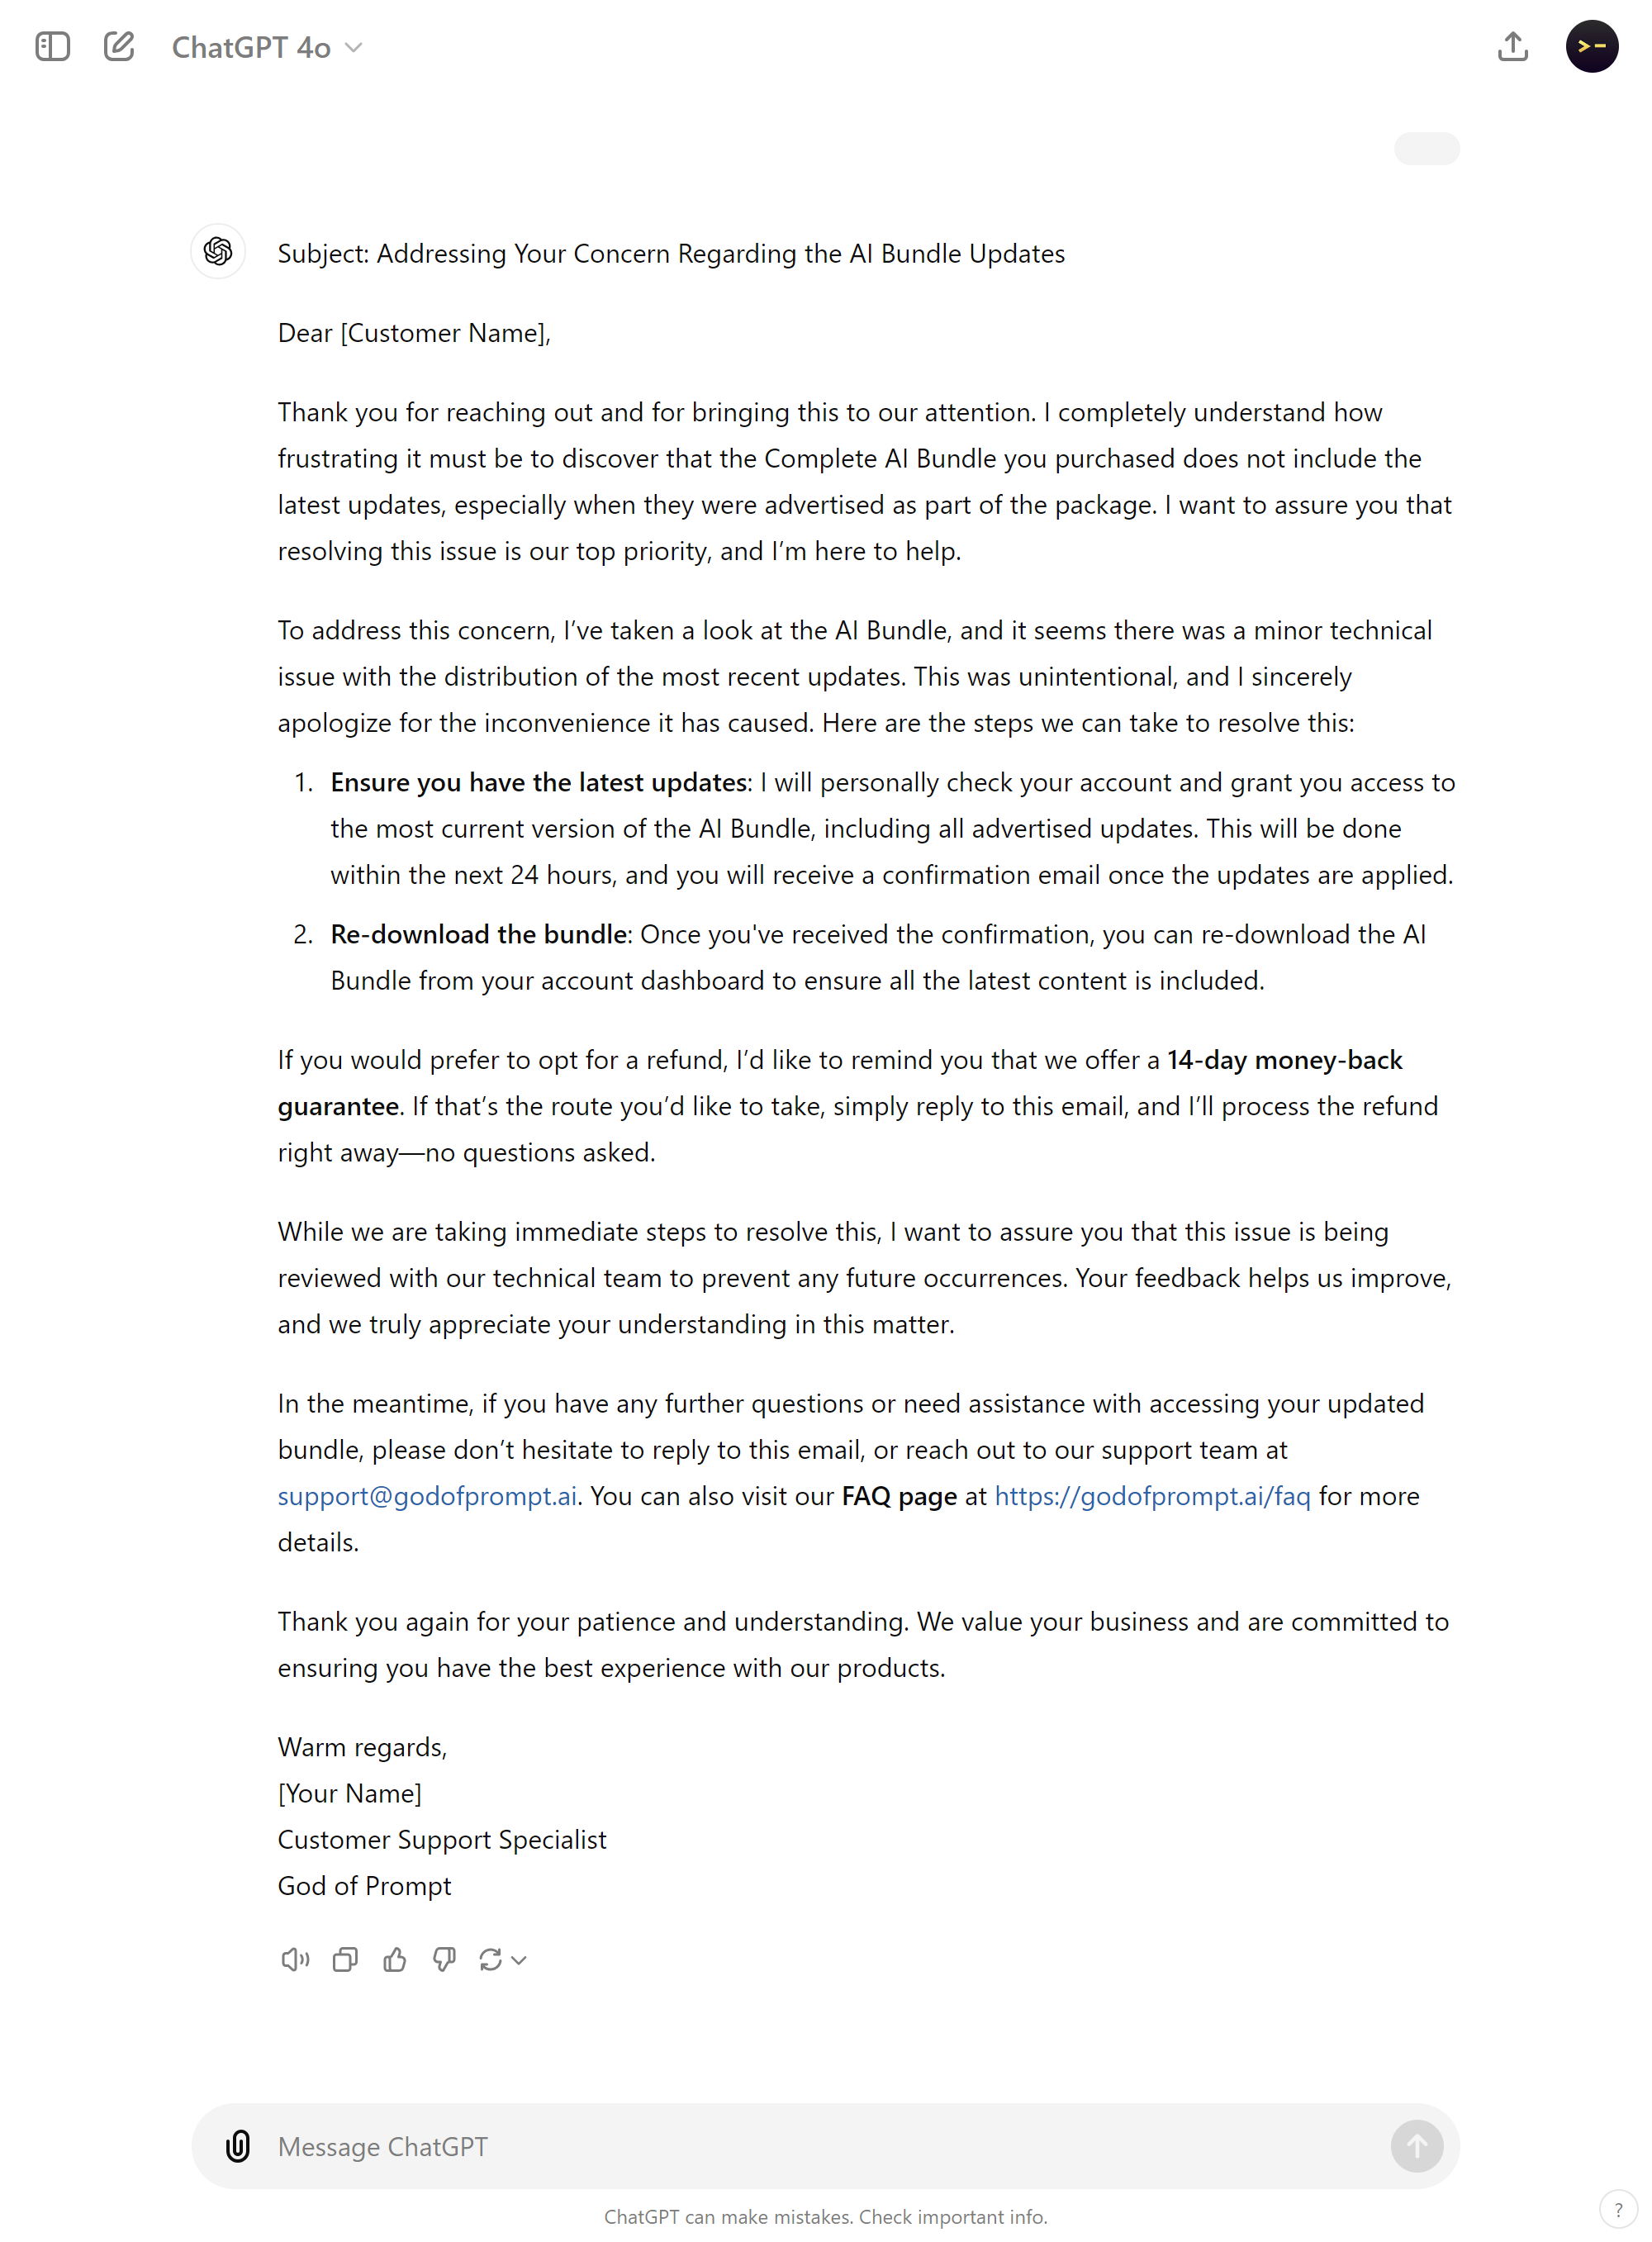 ChatGPT 4o
>-
Subject: Addressing Your Concern Regarding the AI Bundle Updates
Dear [Customer Name],
Thank you for reaching out and for bringing this to our attention. I completely understand how
frustrating it must be to discover that the Complete AI Bundle you purchased does not include the
latest updates, especially when they were advertised as part of the package. I want to assure you that
resolving this issue is our top priority, and I’m here to help.
To address this concern, I’ve taken a look at the AI Bundle, and it seems there was a minor technical
issue with the distribution of the most recent updates. This was unintentional, and I sincerely
apologize for the inconvenience it has caused. Here are the steps we can take to resolve this:
1. Ensure you have the latest updates: I will personally check your account and grant you access to
the most current version of the AI Bundle, including all advertised updates. This will be done
within the next 24 hours, and you will receive a confirmation email once the updates are applied.
2. Re-download the bundle: Once you've received the confirmation, you can re-download the AI
Bundle from your account dashboard to ensure all the latest content is included.
If you would prefer to opt for a refund, I’d like to remind you that we offer a 14-day money-back
guarantee. If that’s the route you’d like to take, simply reply to this email, and I’ll process the refund
right away—no questions asked.
While we are taking immediate steps to resolve this, I want to assure you that this issue is being
reviewed with our technical team to prevent any future occurrences. Your feedback helps us improve,
and we truly appreciate your understanding in this matter.
In the meantime, if you have any further questions or need assistance with accessing your updated
bundle, please don’t hesitate to reply to this email, or reach out to our support team at
support@godofprompt.ai. You can also visit our FAQ page at https://godofprompt.ai/faq for more
details.
Thank you again for your patience and understanding. We value your business and are committed to
ensuring you have the best experience with our products.
Warm regards,
[Your Name]
Customer Support Specialist
God of Prompt
Message ChatGPT
ChatGPT can make mistakes. Check important info.
?